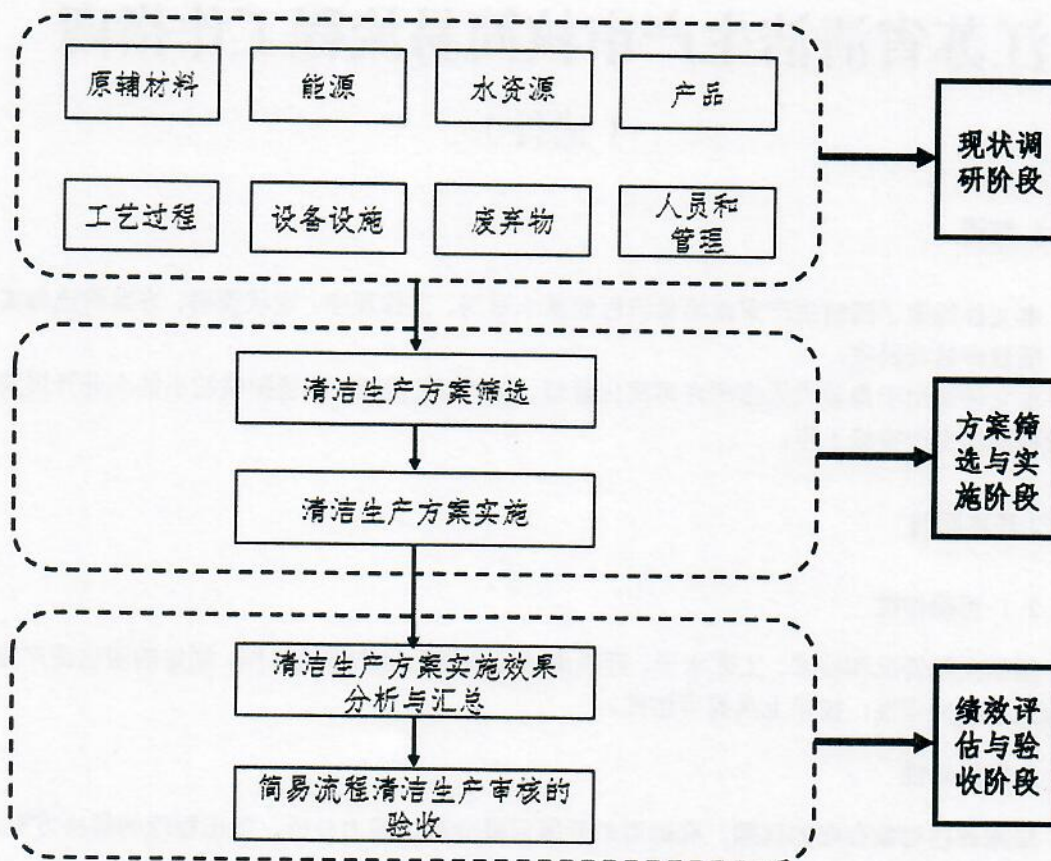 原辅材料
能源
水资源
产品
工艺过程
设备设施
废弃物
人员和
管理
现状调
研阶段
清洁生产方案筛选
清洁生产方案实施
方案筛
选与实
施阶段
清洁生产方案实施效果
分析与汇总
简易流程清洁生产审核的
验收
绩效评
估与验
收阶段